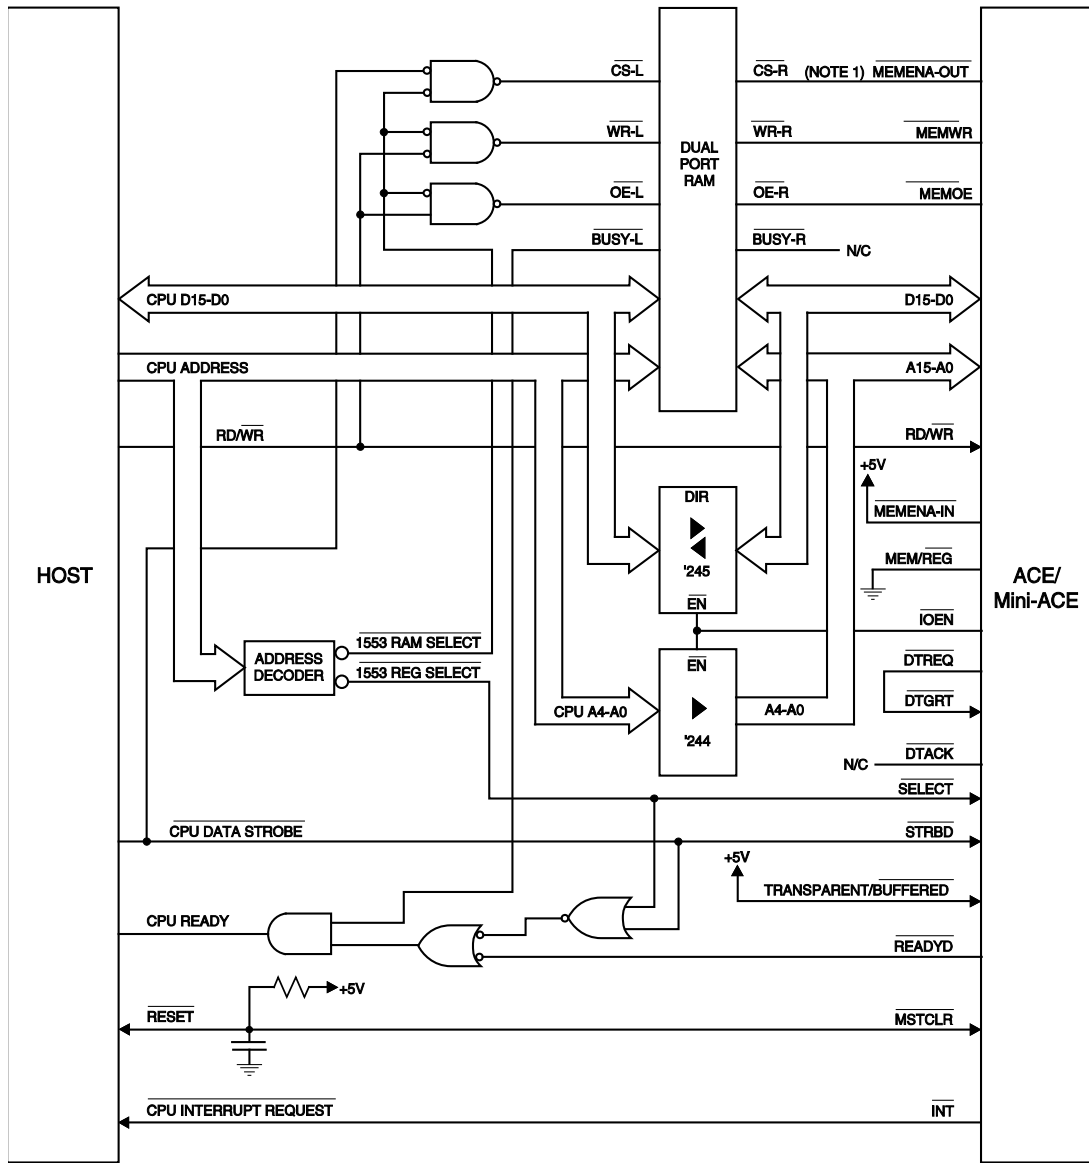 CS-L
CS-R (NOTE 1) MEMENA-OUT
WR-L
WR-R
MEMWR
DUAL
PORT
RAM
OE-L
OE-R
MEMOE
BUSY-L
BUSY-R
N/C
CPU D15-D0
D15-D0
CPU ADDRESS
A15-A0
RD/WR
RD/WR
+5V
DIR
MEMENA-IN
'245
MEM/REG
HOST
ACE/
Mini-ACE
EN
IOEN
1553 RAM SELECT
ADDRESS
DECODER
EN
DTREQ
1553 REG SELECT
CPU A4-A0
A4-A0
DTGRT
'244
N/C
DTACK
SELECT
CPU DATA STROBE
STRBD
+5V
TRANSPARENT/BUFFERED
CPU READY
READYD
+5V
RESET
MSTCLR
CPU INTERRUPT REQUEST
INT